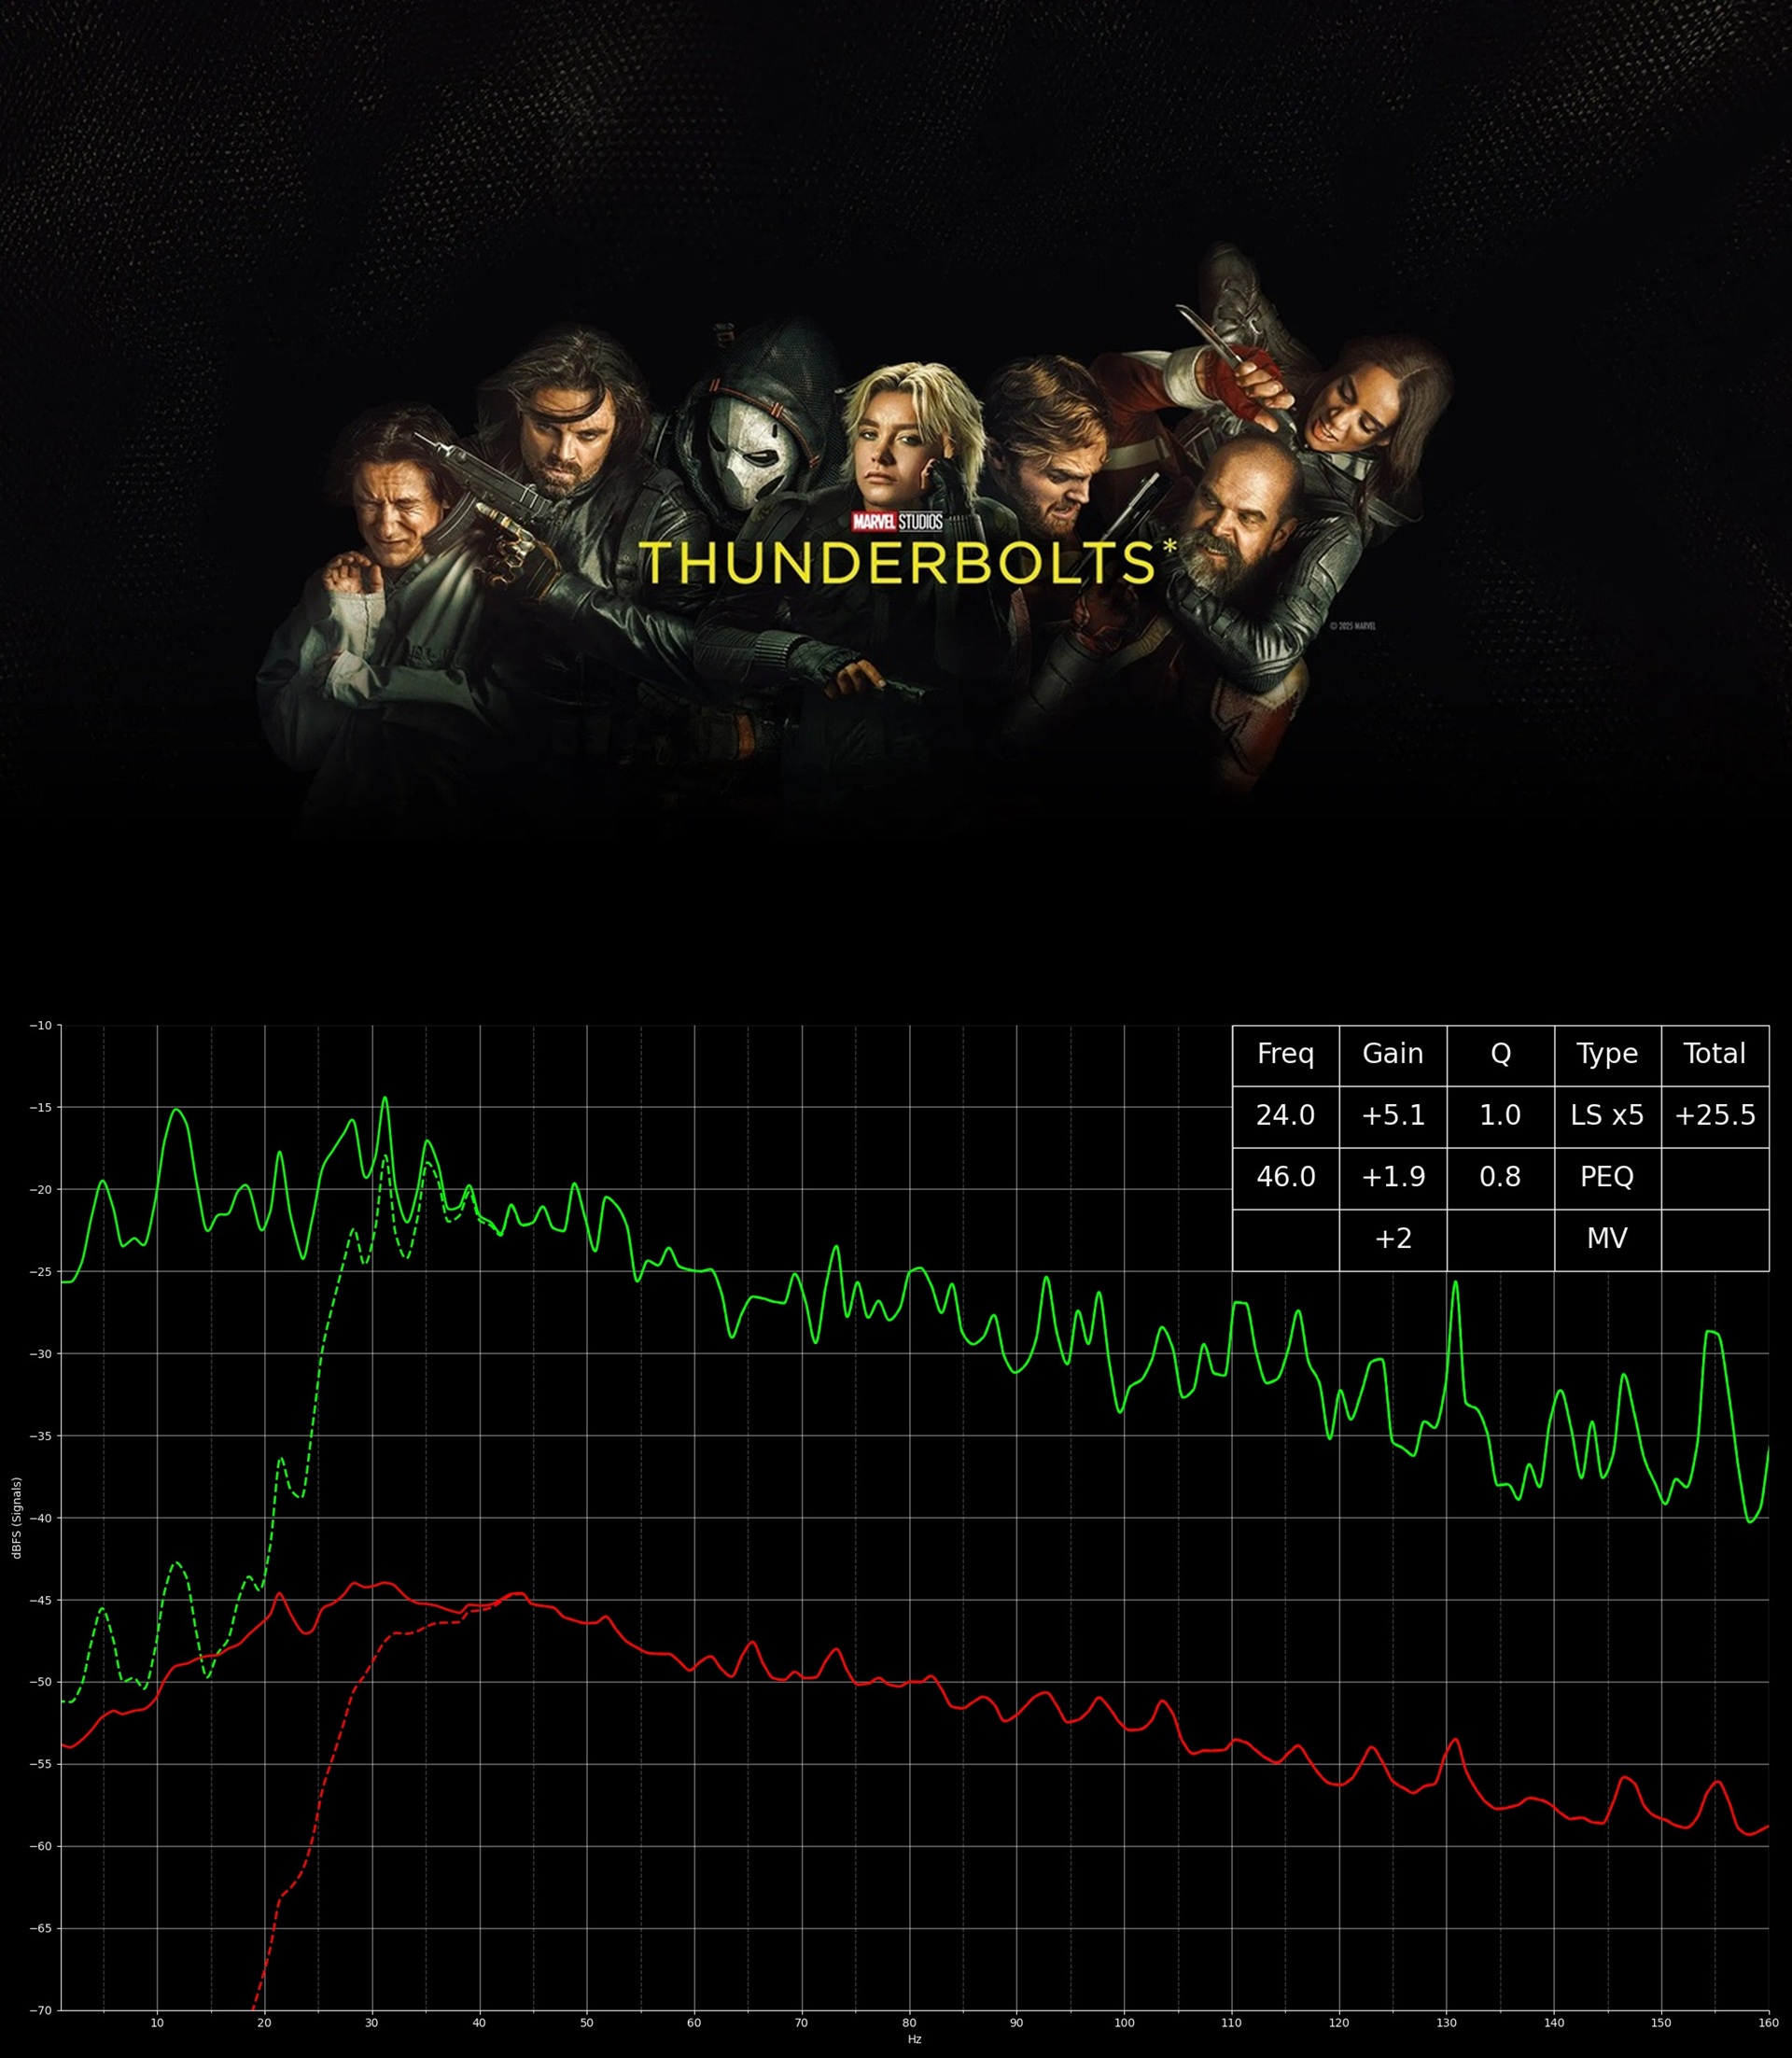 MARVEL STUDIOS
THUNDERBOLTS*
© 2025 MARVEL
Freq Gain Q Type Total
24.0 +5.1 1.0 LS x5 +25.5
46.0 +1.9 0.8 PEQ
+2 MV
−10
−15
−20
−25
−30
−35
−40
−45
−50
−55
−60
−65
−70
dBFS (Signals)
10 20 30 40 50 60 70 80 90 100 110 120 130 140 150 160
Hz